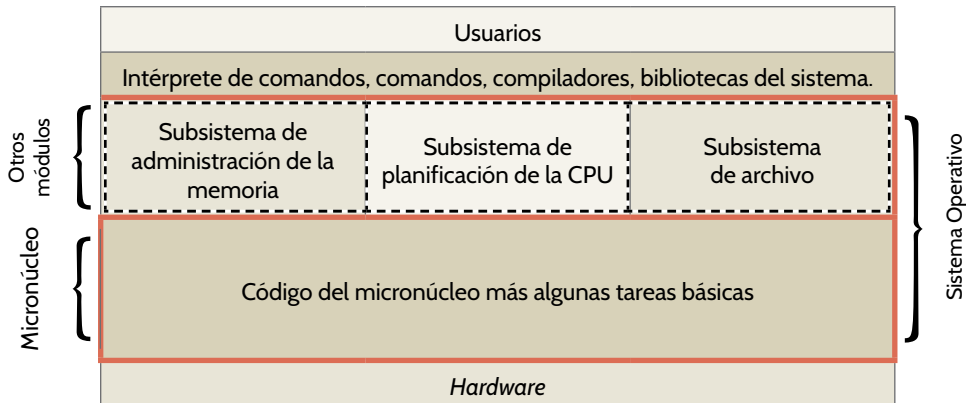 Usuarios
Intérprete de comandos, comandos, compiladores, bibliotecas del sistema.
Otros
módulos
Subsistema de
administración de la
memoria
Subsistema de
planificación de la CPU
Subsistema
de archivo
Sistema Operativo
Micronúcleo
Código del micronúcleo más algunas tareas básicas
Hardware